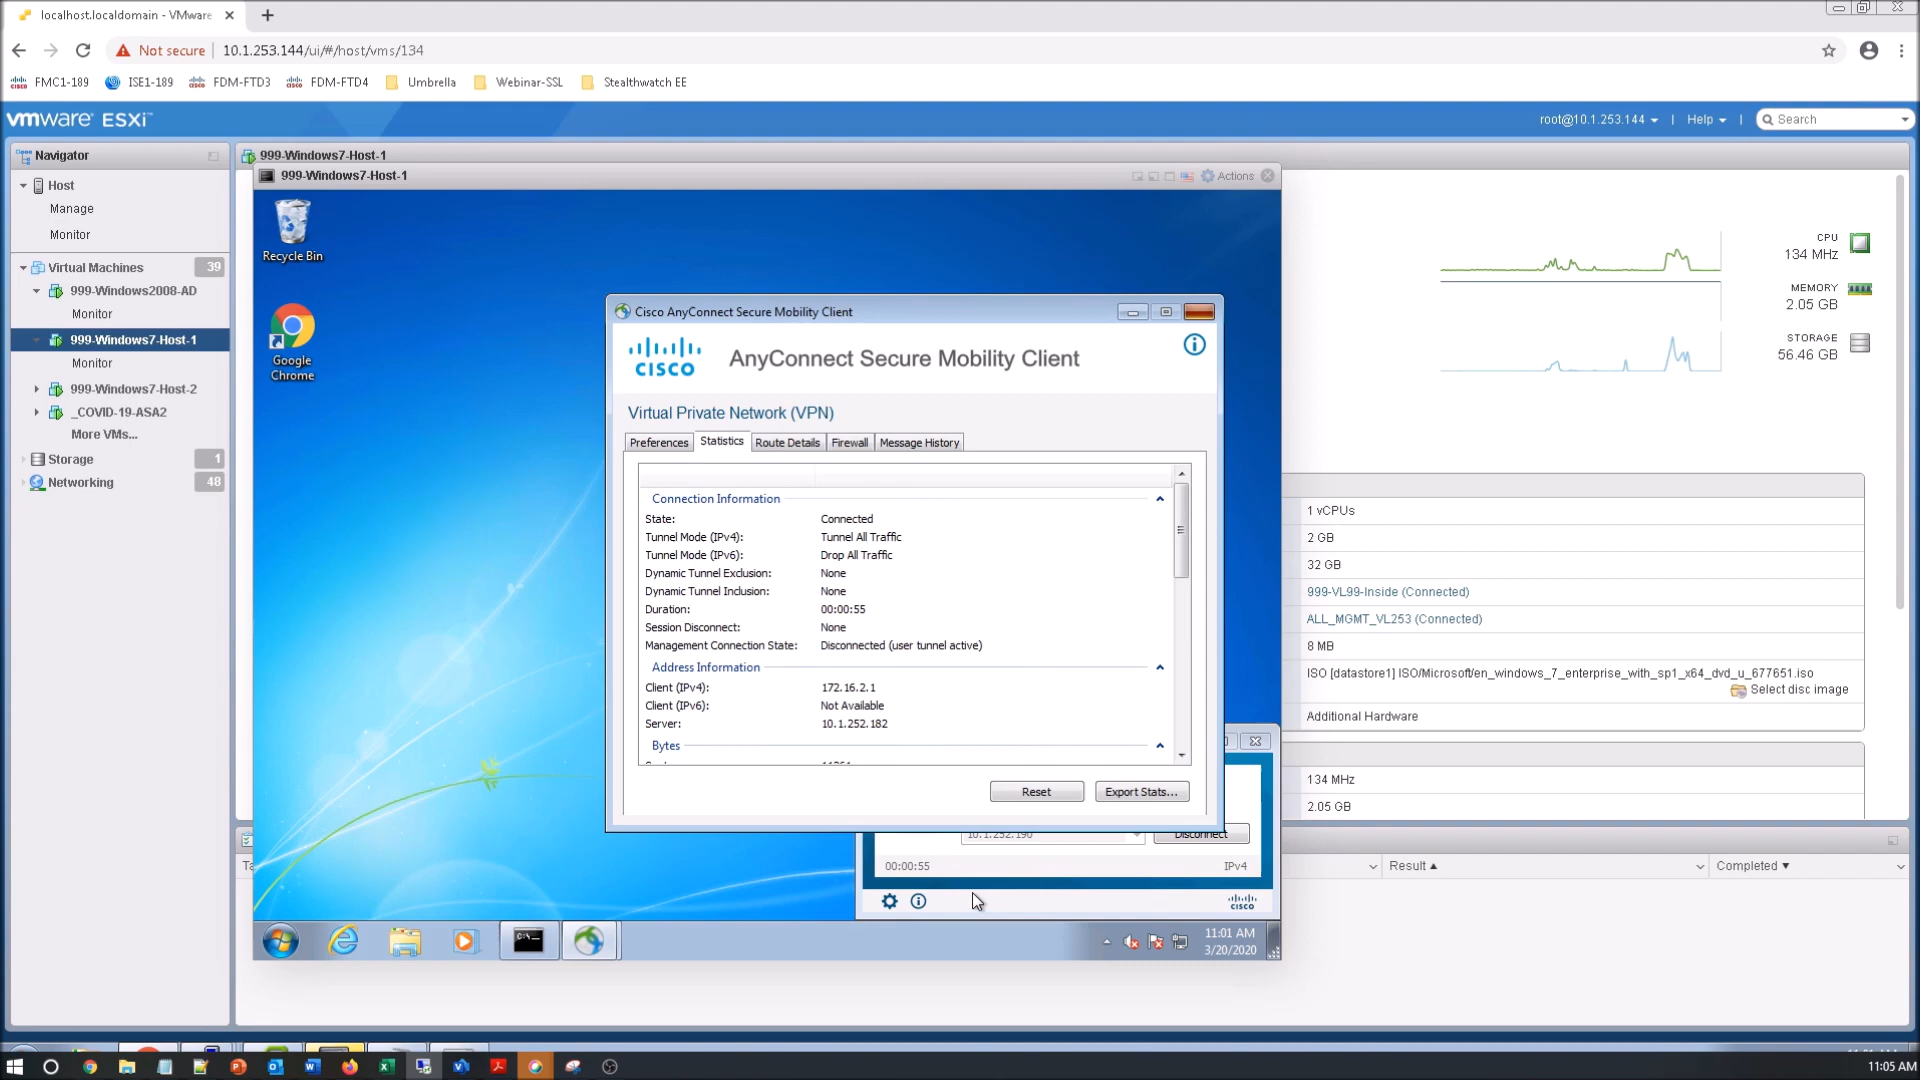 localhost.localdomain - VMware
Not secure
10.1.253.144/ui/#/host/vms/134
FMC1-189
ISE1-189
FDM-FTD3
FDM-FTD4
Umbrella
Webinar-SSL
Stealthwatch EE
vmware ESXi™
root@10.1.253.144
|
Help
|
Search
Navigator
Host
Manage
Monitor
Virtual Machines
39
999-Windows2008-AD
Monitor
999-Windows7-Host-1
Monitor
999-Windows7-Host-2
_COVID-19-ASA2
More VMs...
Storage
1
Networking
48
999-Windows7-Host-1
999-Windows7-Host-1
Actions
Recycle Bin
Google
Chrome
Cisco AnyConnect Secure Mobility Client
CISCO
AnyConnect Secure Mobility Client
Virtual Private Network (VPN)
Preferences
Statistics
Route Details
Firewall
Message History
Connection Information
State: Connected
Tunnel Mode (IPv4): Tunnel All Traffic
Tunnel Mode (IPv6): Drop All Traffic
Dynamic Tunnel Exclusion: None
Dynamic Tunnel Inclusion: None
Duration: 00:00:55
Session Disconnect: None
Management Connection State: Disconnected (user tunnel active)
Address Information
Client (IPv4): 172.16.2.1
Client (IPv6): Not Available
Server: 10.1.252.182
Bytes
Reset
Export Stats...
Disconnect
00:00:55
IPv4
CISCO
11:01 AM
3/20/2020
CPU
134 MHz
MEMORY
2.05 GB
STORAGE
56.46 GB
1 vCPUs
2 GB
32 GB
999-VL99-Inside (Connected)
ALL_MGMT_VL253 (Connected)
8 MB
ISO [datastore1] ISO/Microsoft/en_windows_7_enterprise_with_sp1_x64_dvd_u_677651.iso
Select disc image
Additional Hardware
134 MHz
2.05 GB
Result
Completed
11:05 AM